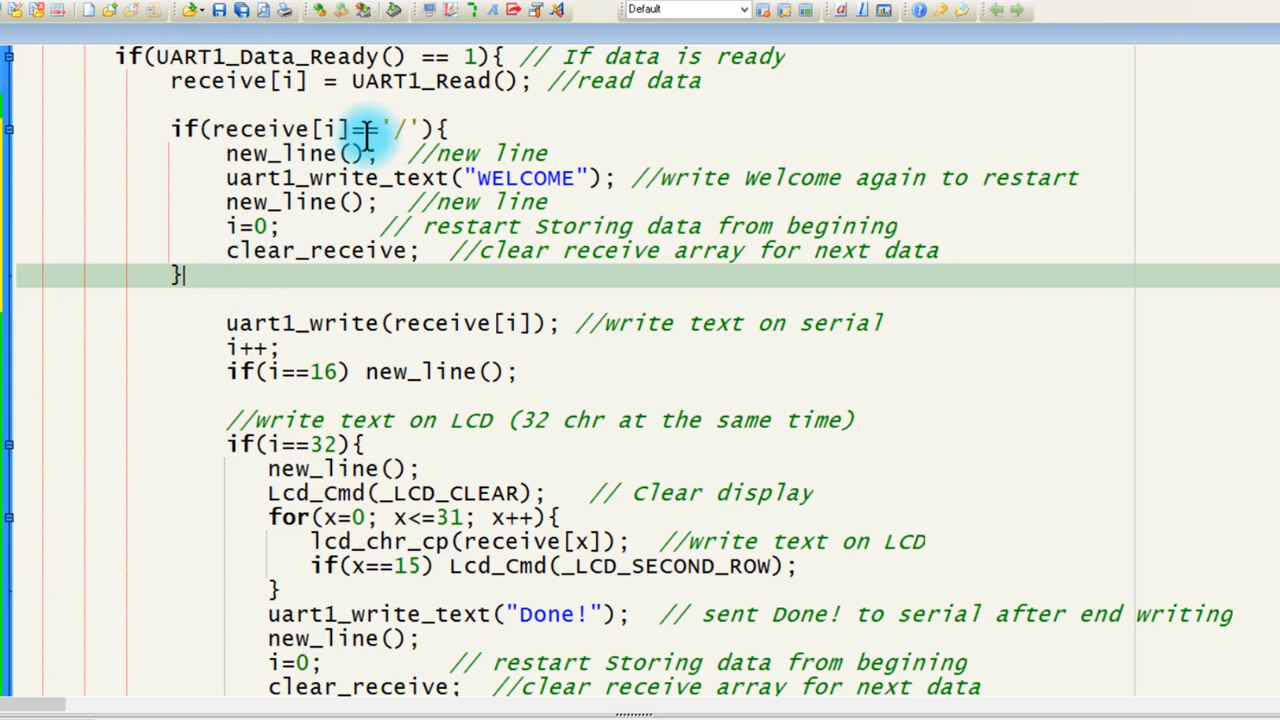 Default
if(UART1_Data_Ready() == 1){ // If data is ready
receive[i] = UART1_Read(); //read data
if(receive[i]=='/'){
new_line(); //new line
uart1_write_text("WELCOME"); //write Welcome again to restart
new_line(); //new line
i=0; // restart Storing data from begining
clear_receive; //clear receive array for next data
}
uart1_write(receive[i]); //write text on serial
i++;
if(i==16) new_line();
//write text on LCD (32 chr at the same time)
if(i==32){
new_line();
Lcd_Cmd(_LCD_CLEAR); // Clear display
for(x=0; x<=31; x++){
lcd_chr_cp(receive[x]); //write text on LCD
if(x==15) Lcd_Cmd(_LCD_SECOND_ROW);
}
uart1_write_text("Done!"); // sent Done! to serial after end writing
new_line();
i=0; // restart Storing data from begining
clear_receive; //clear receive array for next data